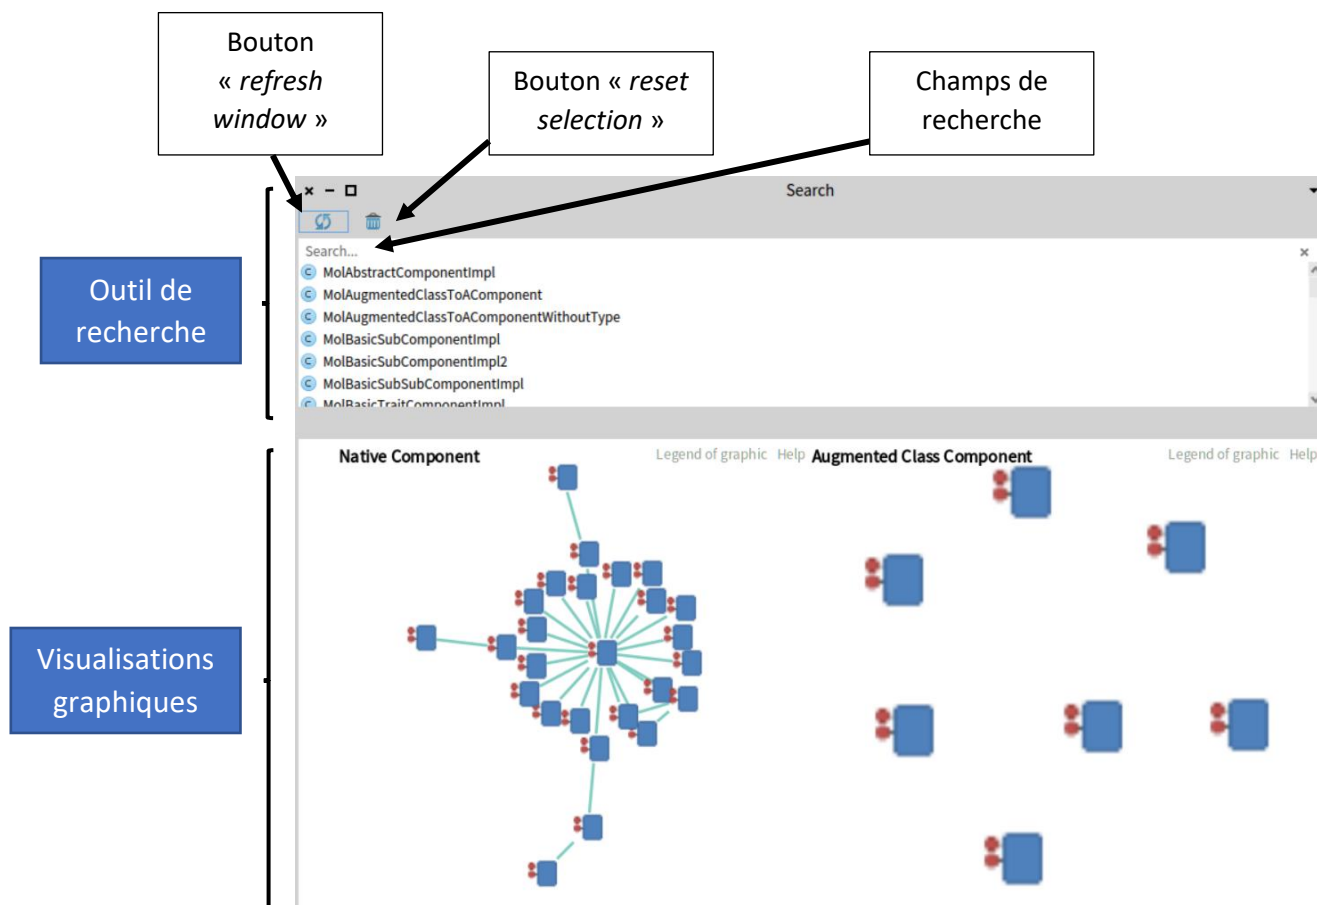 Bouton
« refresh
window »
Bouton « reset
selection »
Champs de
recherche
Search
Search...
MolAbstractComponentImpl
MolAugmentedClassToAComponent
MolAugmentedClassToAComponentWithoutType
MolBasicSubComponentImpl
MolBasicSubComponentImpl2
MolBasicSubSubComponentImpl
MolBasicTraitComponentImpl
Outil de
recherche
Native Component
Legend of graphic Help
Augmented Class Component
Legend of graphic Help
Visualisations
graphiques